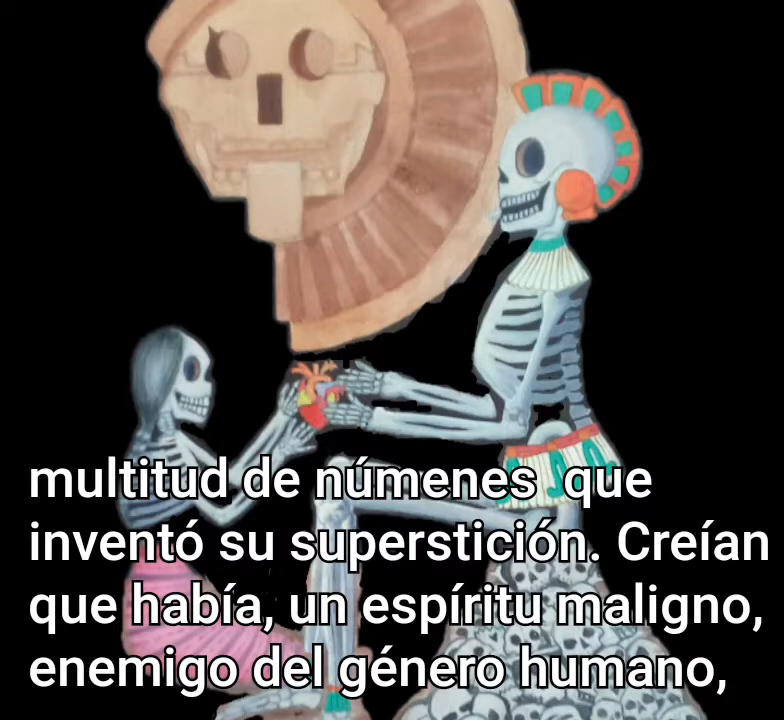 multitud de númenes  que
inventó su superstición. Creían
que había, un espíritu maligno,
enemigo del género humano,